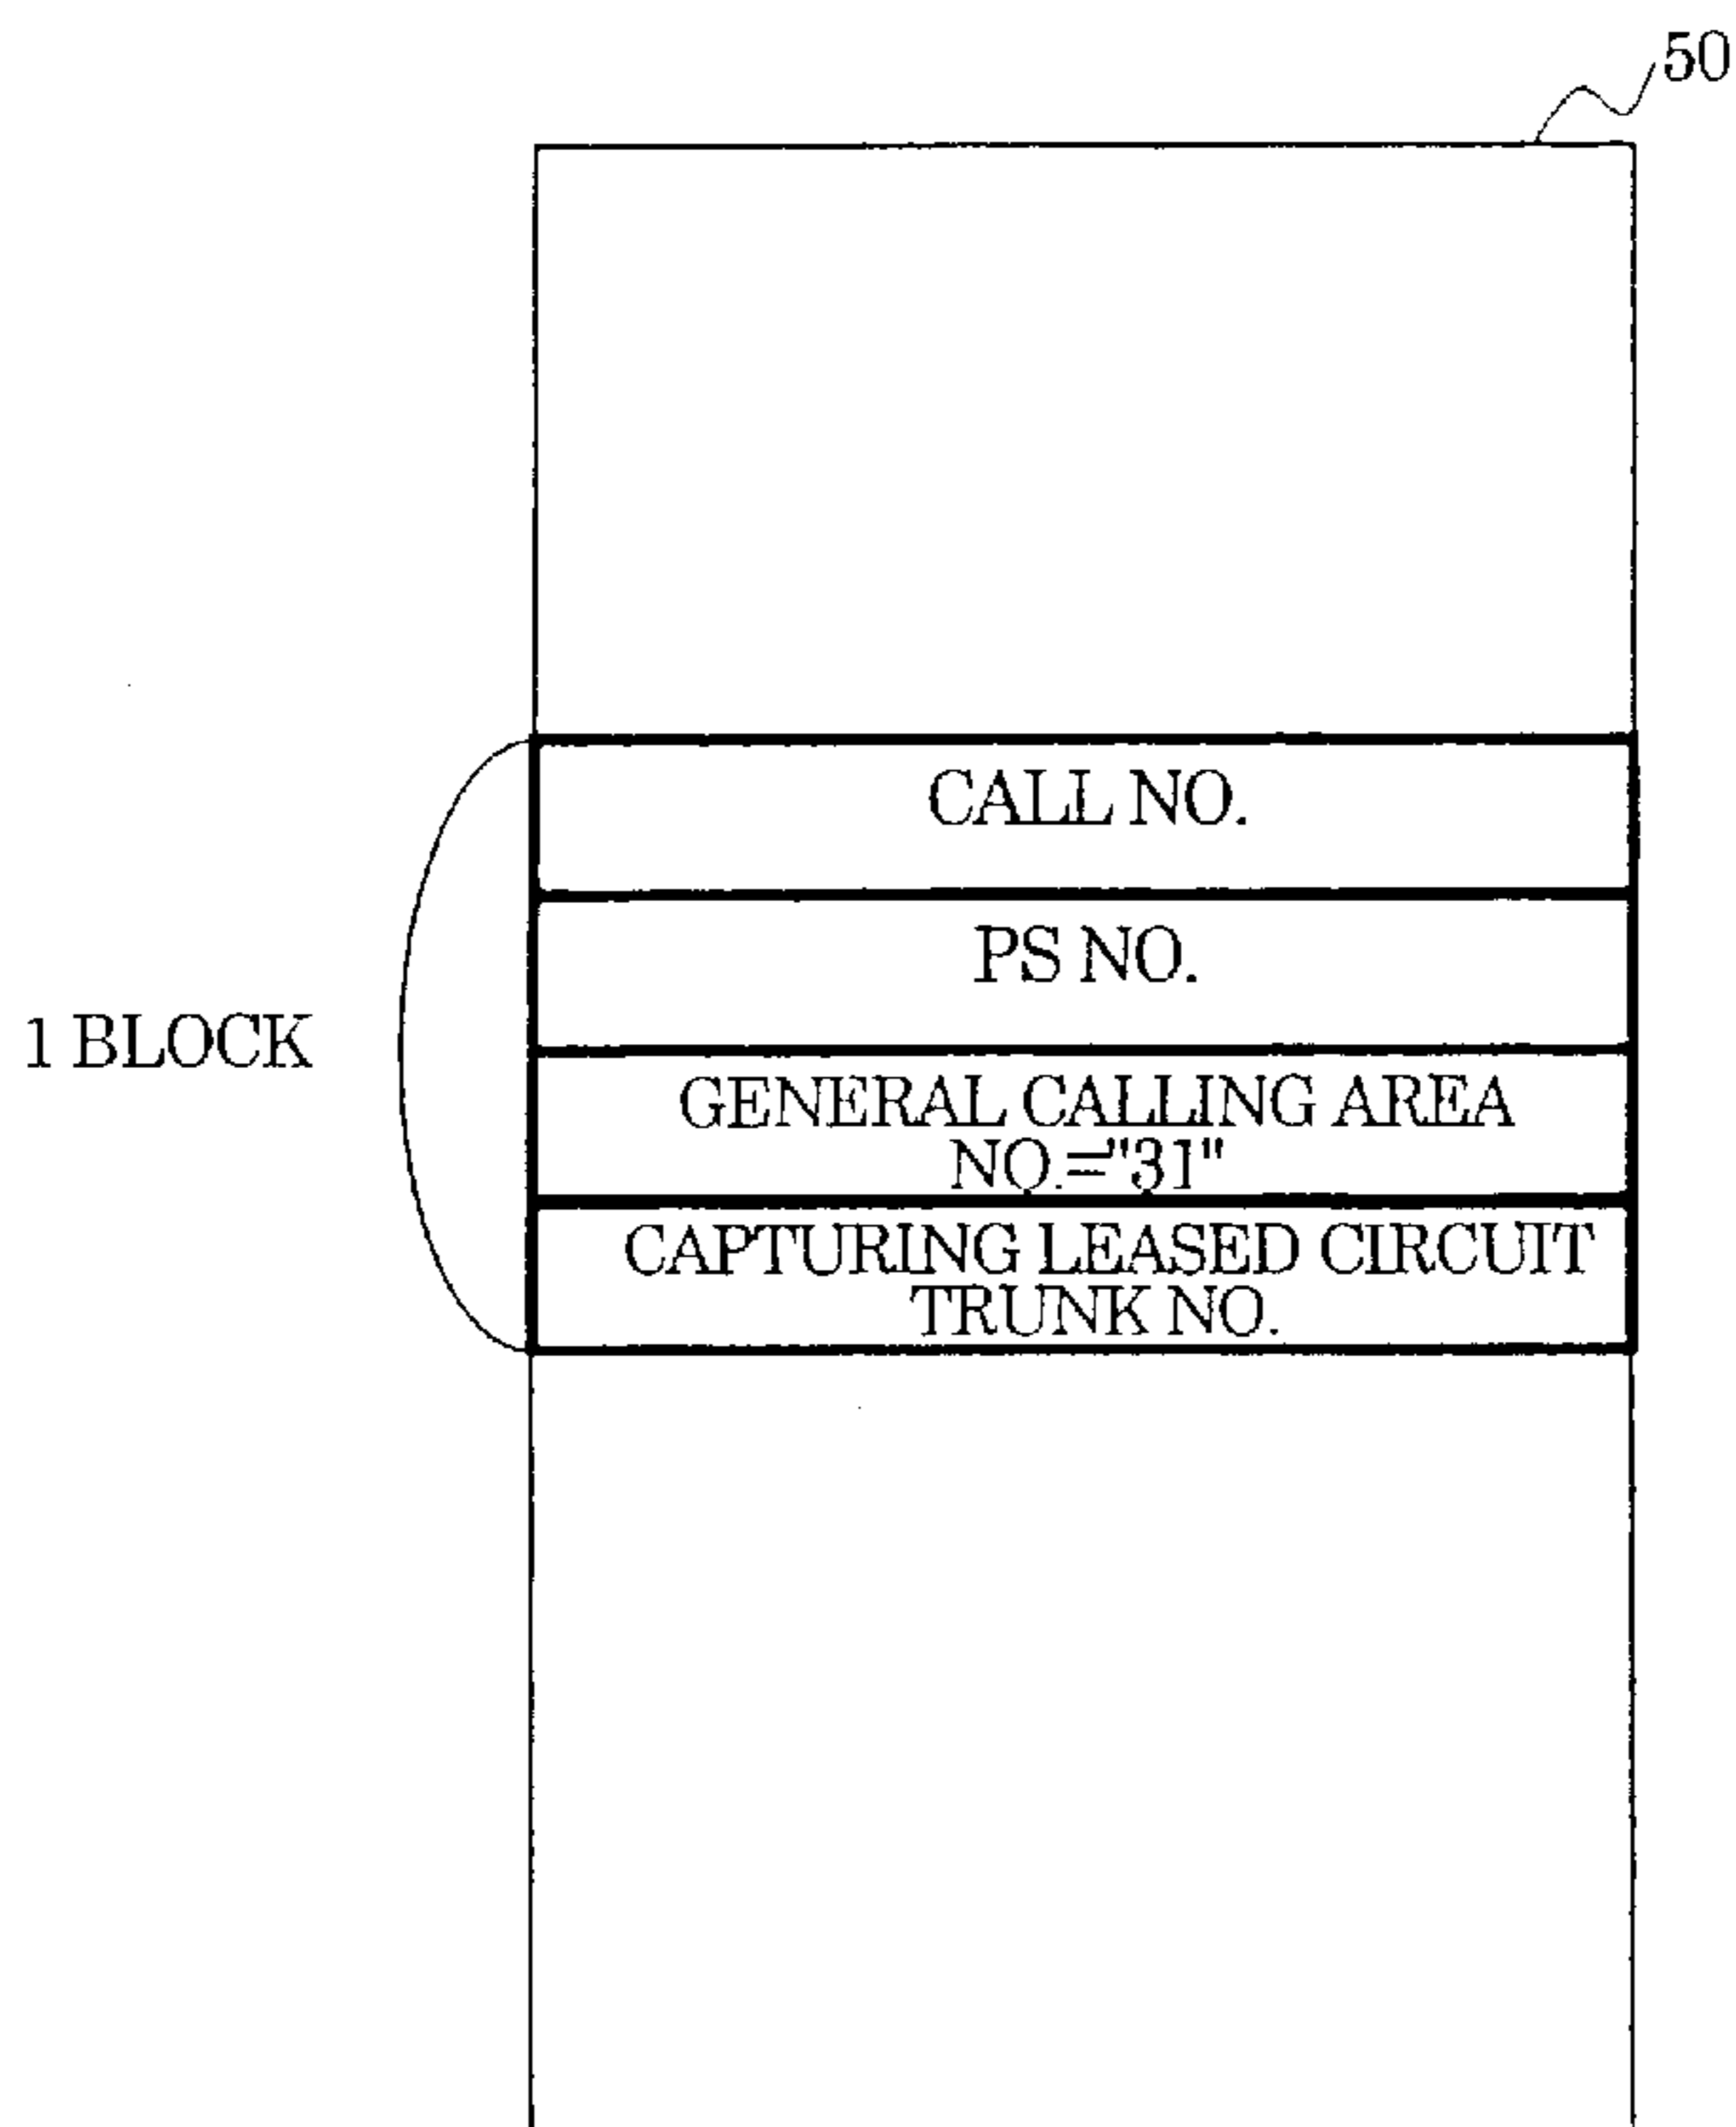 50
CALL NO.
PS NO.
1 BLOCK
GENERAL CALLING AREA
NO.="31"
CAPTURING LEASED CIRCUIT
TRUNK NO.